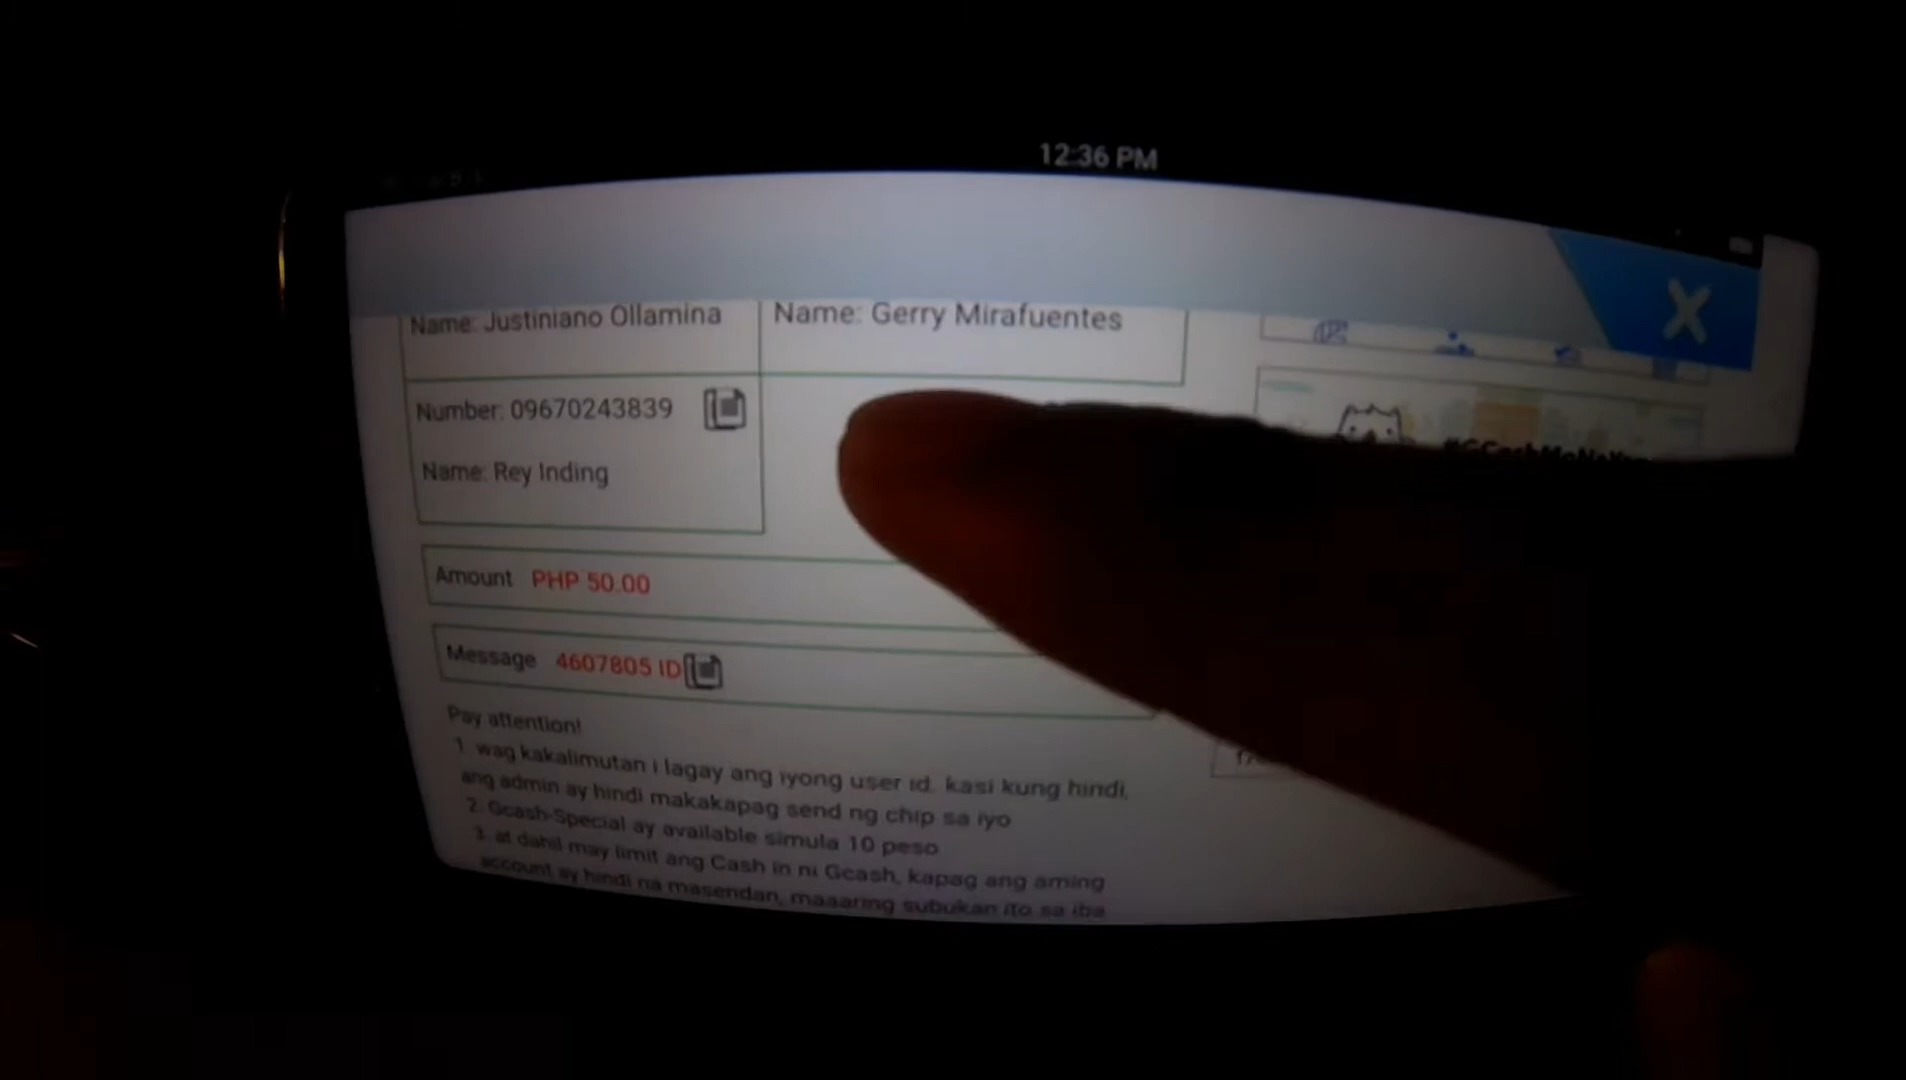 12:36 PM
Name: Justiniano Ollamina
Name: Gerry Mirafuentes
Number: 09670243839
Name: Rey Inding
Amount PHP 50.00
Message 4607805 ID
Pay attention!
1. wag kakalimutan i lagay ang iyong user id. kasi kung hindi,
ang admin ay hindi makakapag send ng chip sa iyo
2. Gcash-Special ay available simula 10 peso
3. at dahil may limit ang Cash in ni Gcash, kapag ang aming
account ay hindi na masendan, maaaring subukan ito sa iba